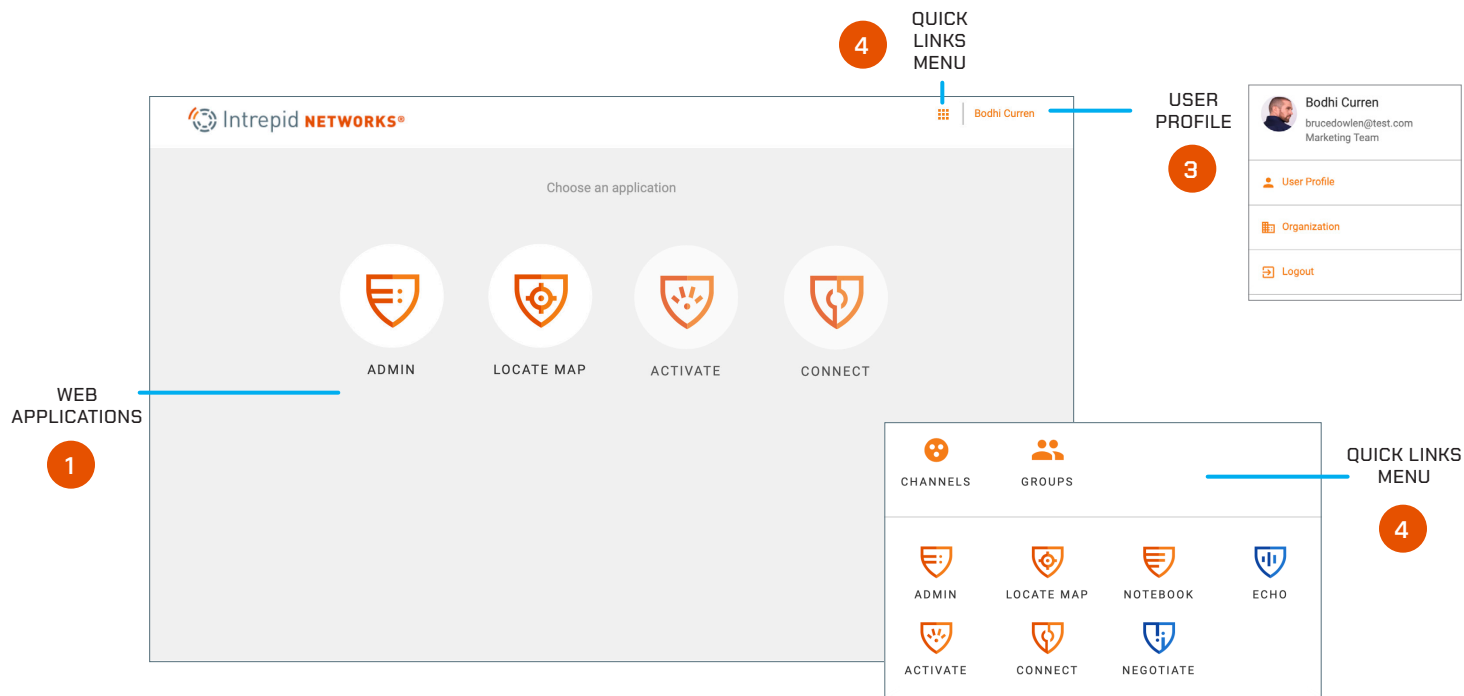 4
QUICK
LINKS
MENU
Intrepid NETWORKS®
Bodhi Curren
USER
PROFILE
3
Bodhi Curren
brucedowlen@test.com
Marketing Team
User Profile
Organization
Logout
Choose an application
ADMIN LOCATE MAP ACTIVATE CONNECT
WEB
APPLICATIONS
1
CHANNELS GROUPS
QUICK LINKS
MENU
4
ADMIN LOCATE MAP NOTEBOOK ECHO
ACTIVATE CONNECT NEGOTIATE